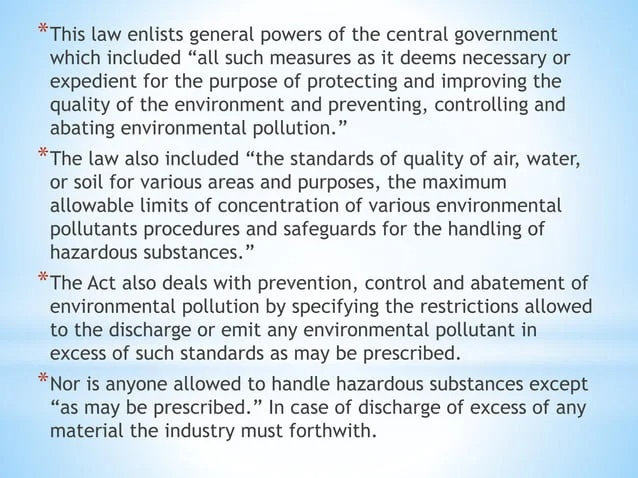 *This law enlists general powers of the central government
which included “all such measures as it deems necessary or
expedient for the purpose of protecting and improving the
quality of the environment and preventing, controlling and
abating environmental pollution.”
*The law also included “the standards of quality of air, water,
or soil for various areas and purposes, the maximum
allowable limits of concentration of various environmental
pollutants procedures and safeguards for the handling of
hazardous substances.”
*The Act also deals with prevention, control and abatement of
environmental pollution by specifying the restrictions allowed
to the discharge or emit any environmental pollutant in
excess of such standards as may be prescribed.
*Nor is anyone allowed to handle hazardous substances except
“as may be prescribed.” In case of discharge of excess of any
material the industry must forthwith.